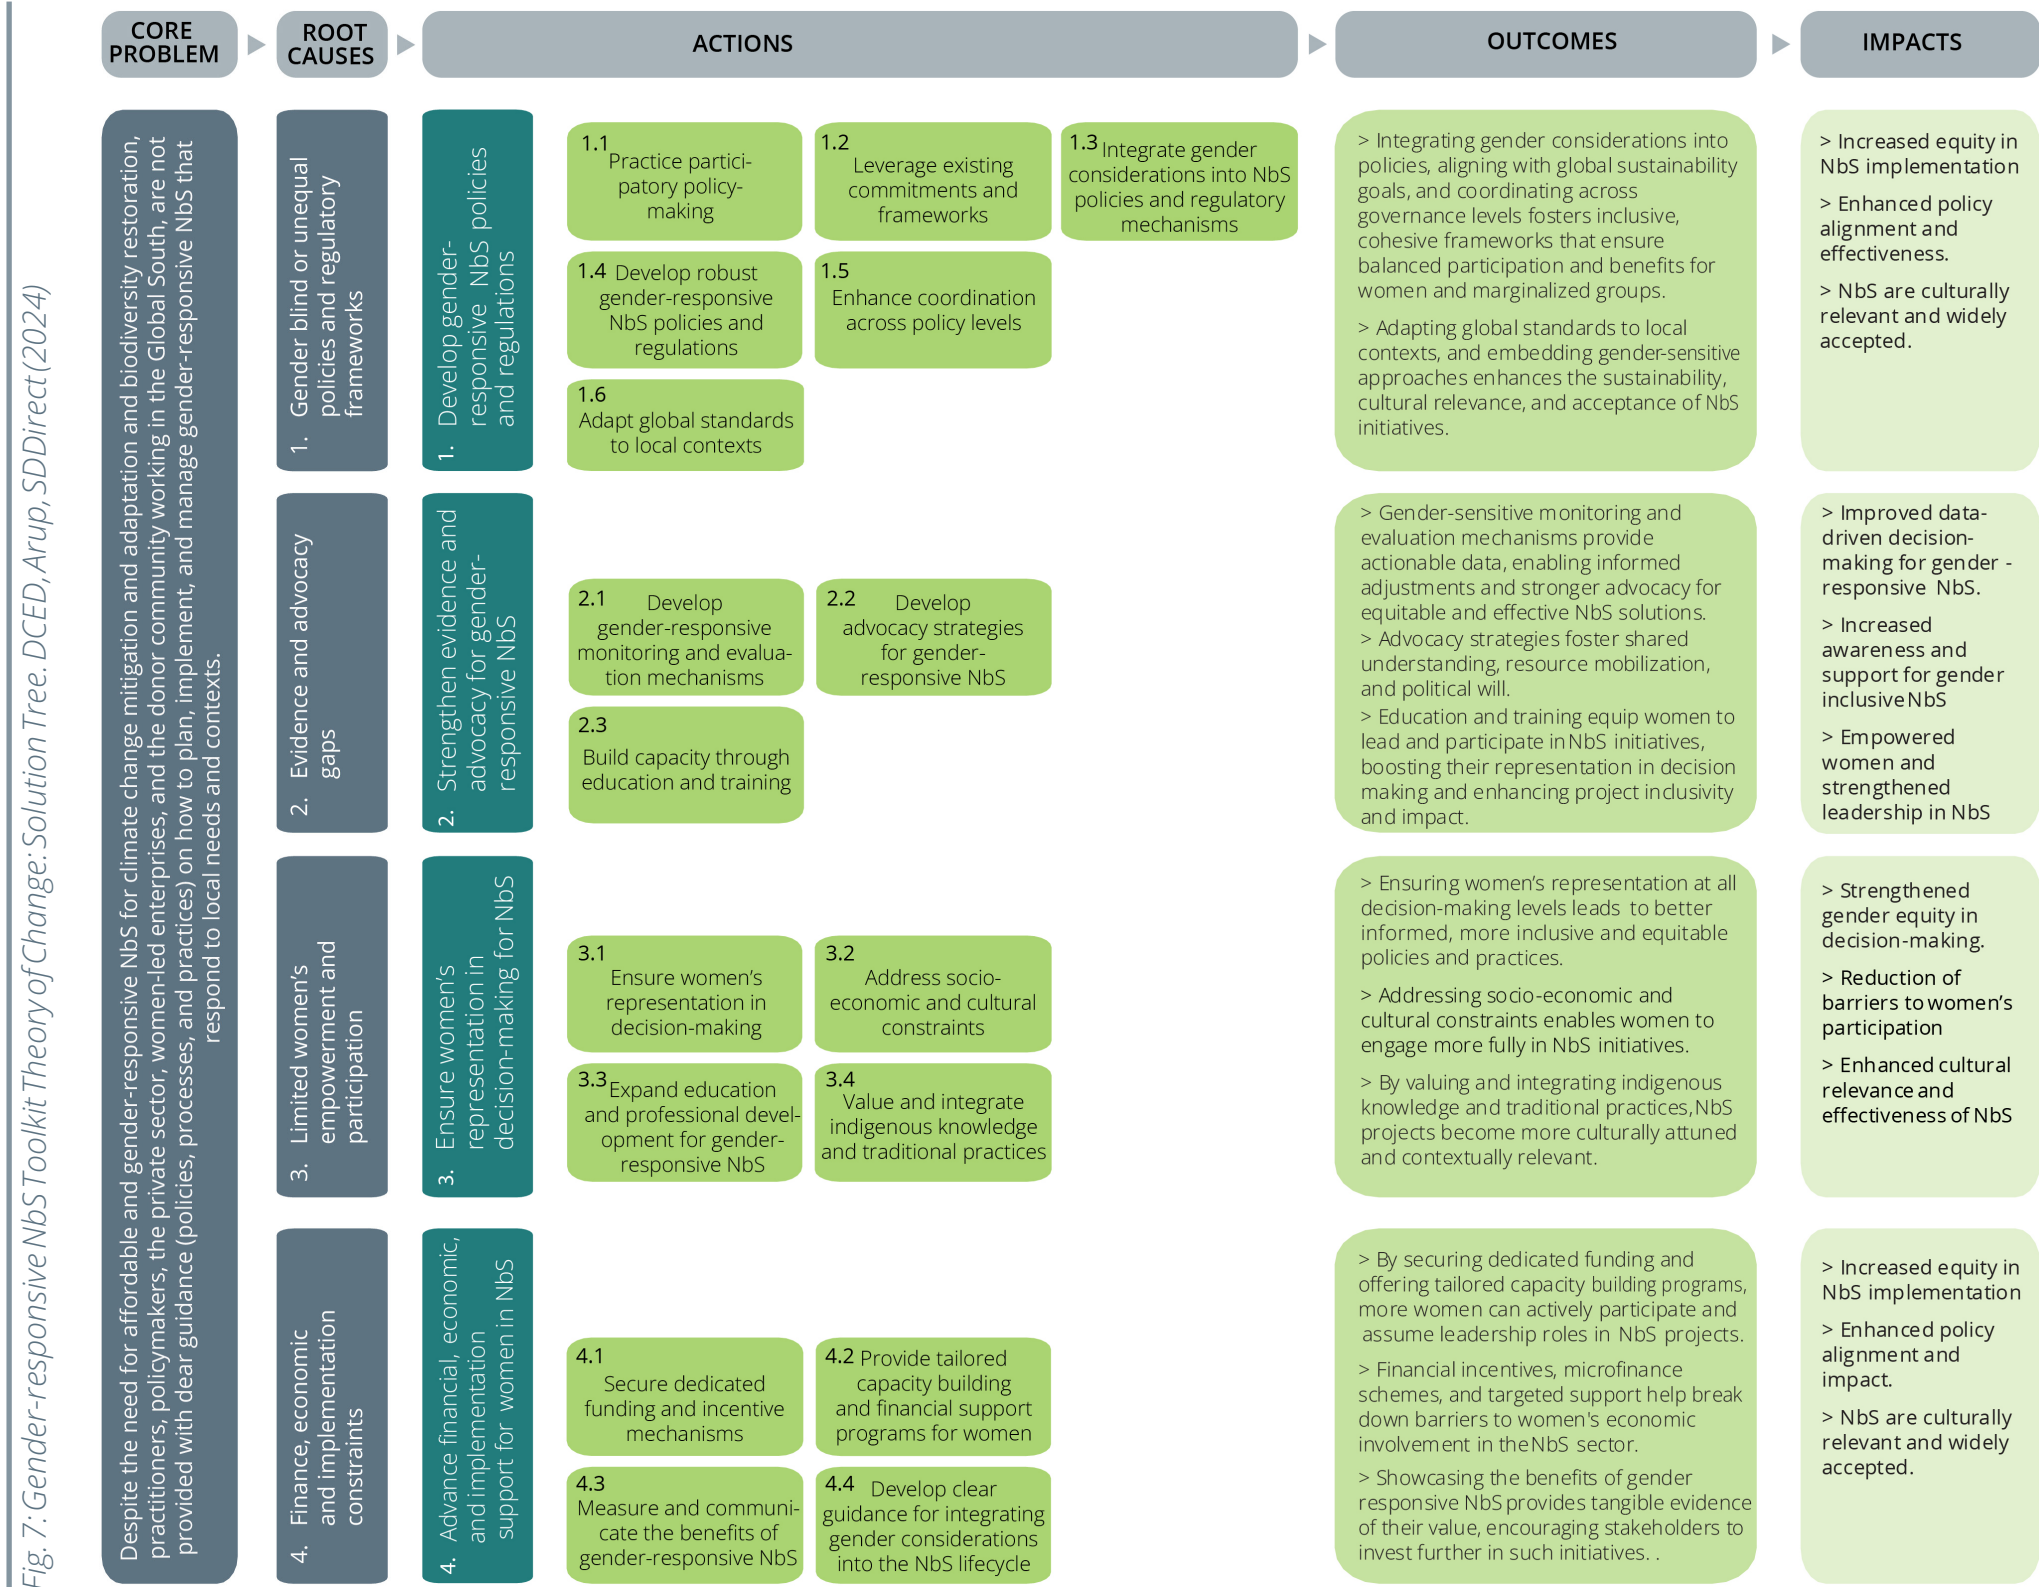 Fig. 7: Gender-responsive NbS Toolkit Theory of Change: Solution Tree. DCED, Arup, SDDirect (2024)
CORE
PROBLEM
ROOT
CAUSES
ACTIONS
OUTCOMES
IMPACTS
Despite the need for affordable and gender-responsive NbS for climate change mitigation and adaptation and biodiversity restoration,
practitioners, policymakers, the private sector, women-led enterprises, and the donor community working in the Global South, are not
provided with dear guidance (policies, processes, and practices) on how to plan, implement, and manage gender-responsive NbS that
respond to local needs and contexts.
1. Gender blind or unequal
policies and regulatory
frameworks
1. Develop gender-
responsive NbS policies
and regulations
1.1
Practice partici-
patory policy-
making
1.2
Leverage existing
commitments and
frameworks
1.3 Integrate gender
considerations into NbS
policies and regulatory
mechanisms
1.4 Develop robust
gender-responsive
NbS policies and
regulations
1.5
Enhance coordination
across policy levels
1.6
Adapt global standards
to local contexts
> Integrating gender considerations into
policies, aligning with global sustainability
goals, and coordinating across
governance levels fosters inclusive,
cohesive frameworks that ensure
balanced participation and benefits for
women and marginalized groups.
> Adapting global standards to local
contexts, and embedding gender-sensitive
approaches enhances the sustainability,
cultural relevance, and acceptance of NbS
initiatives.
> Increased equity in
NbS implementation
> Enhanced policy
alignment and
effectiveness.
> NbS are culturally
relevant and widely
accepted.
2. Evidence and advocacy
gaps
2. Strengthen evidence and
advocacy for gender-
responsive NbS
2.1 Develop
gender-responsive
monitoring and evalua-
tion mechanisms
2.2 Develop
advocacy strategies
for gender-
responsive NbS
2.3
Build capacity through
education and training
> Gender-sensitive monitoring and
evaluation mechanisms provide
actionable data, enabling informed
adjustments and stronger advocacy for
equitable and effective NbS solutions.
> Advocacy strategies foster shared
understanding, resource mobilization,
and political will.
> Education and training equip women to
lead and participate in NbS initiatives,
boosting their representation in decision
making and enhancing project inclusivity
and impact.
> Improved data-
driven decision-
making for gender -
responsive NbS.
> Increased
awareness and
support for gender
inclusive NbS
> Empowered
women and
strengthened
leadership in NbS
3. Limited women's
empowerment and
participation
3. Ensure women's
representation in
decision-making for NbS
3.1
Ensure women's
representation in
decision-making
3.2
Address socio-
economic and cultural
constraints
3.3 Expand education
and professional devel-
opment for gender-
responsive NbS
3.4
Value and integrate
indigenous knowledge
and traditional practices
> Ensuring women's representation at all
decision-making levels leads to better
informed, more inclusive and equitable
policies and practices.
> Addressing socio-economic and
cultural constraints enables women to
engage more fully in NbS initiatives.
> By valuing and integrating indigenous
knowledge and traditional practices, NbS
projects become more culturally attuned
and contextually relevant.
> Strengthened
gender equity in
decision-making.
> Reduction of
barriers to women's
participation
> Enhanced cultural
relevance and
effectiveness of NbS
4. Finance, economic
and implementation
constraints
4. Advance financial, economic,
and implementation
support for women in NbS
4.1
Secure dedicated
funding and incentive
mechanisms
4.2 Provide tailored
capacity building
and financial support
programs for women
4.3
Measure and communi-
cate the benefits of
gender-responsive NbS
4.4 Develop clear
guidance for integrating
gender considerations
into the NbS lifecycle
> By securing dedicated funding and
offering tailored capacity building programs,
more women can actively participate and
assume leadership roles in NbS projects.
> Financial incentives, microfinance
schemes, and targeted support help break
down barriers to women's economic
involvement in the NbS sector.
> Showcasing the benefits of gender
responsive NbS provides tangible evidence
of their value, encouraging stakeholders to
invest further in such initiatives. .
> Increased equity in
NbS implementation
> Enhanced policy
alignment and
impact.
> NbS are culturally
relevant and widely
accepted.